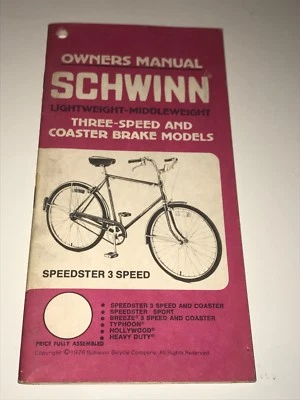 OWNERS MANUAL
SCHWINN®
LIGHTWEIGHT-MIDDLEWEIGHT
THREE-SPEED AND
COASTER BRAKE MODELS
SPEEDSTER 3 SPEED
• SPEEDSTER 3 SPEED AND COASTER
• SPEEDSTER SPORT
• BREEZE® 3 SPEED AND COASTER
• TYPHOON®
• HOLLYWOOD®
• HEAVY DUTY®
PRICE FULLY ASSEMBLED
Copyright © 1976 Schwinn Bicycle Company. All Rights Reserved